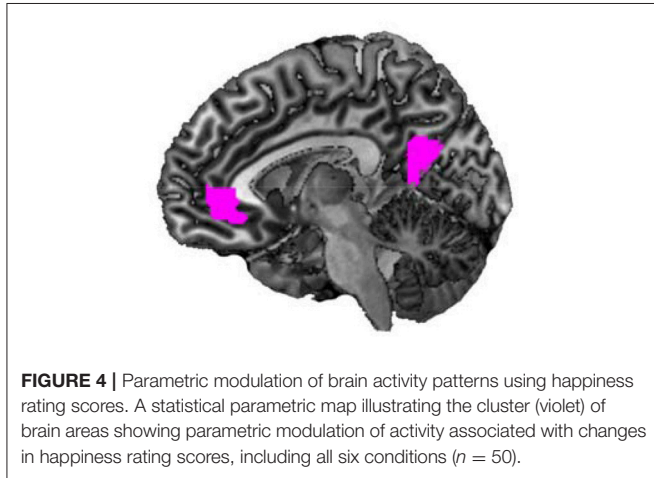 FIGURE 4 | Parametric modulation of brain activity patterns using happiness
rating scores. A statistical parametric map illustrating the cluster (violet) of
brain areas showing parametric modulation of activity associated with changes
in happiness rating scores, including all six conditions (n = 50).